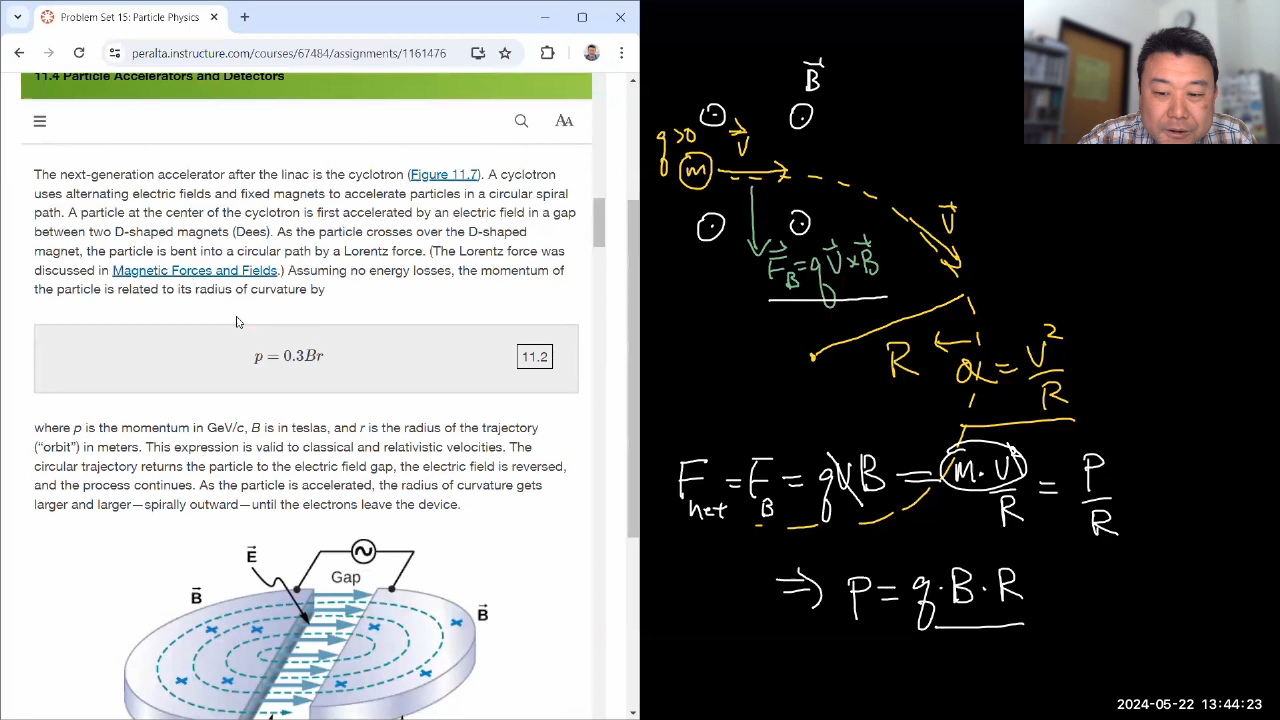 Problem Set 15: Particle Physics
peralta.instructure.com/courses/67484/assignments/1161476
11.4 Particle Accelerators and Detectors
AA
The next-generation accelerator after the linac is the cyclotron (Figure 11.7). A cyclotron
uses alternating electric fields and fixed magnets to accelerate particles in a circular spiral
path. A particle at the center of the cyclotron is first accelerated by an electric field in a gap
between two D-shaped magnets (Dees). As the particle crosses over the D-shaped
magnet, the particle is bent into a circular path by a Lorentz force. (The Lorentz force was
discussed in Magnetic Forces and Fields.) Assuming no energy losses, the momentum of
the particle is related to its radius of curvature by
p = 0.3Br
11.2
where p is the momentum in GeV/c, B is in teslas, and r is the radius of the trajectory
(“orbit”) in meters. This expression is valid to classical and relativistic velocities. The
circular trajectory returns the particle to the electric field gap, the electric field is reversed,
and the process continues. As the particle is accelerated, the radius of curvature gets
larger and larger—spirally outward—until the electrons leave the device.
E⃗
Gap
B⃗
B⃗
B⃗
q>0
m
v⃗
v⃗
F⃗_B = q v⃗ × B⃗
R
a = v²/R
F_net = F_B = qvB = m·v/R = P/R
⇒ P = q·B·R
2024-05-22 13:44:23